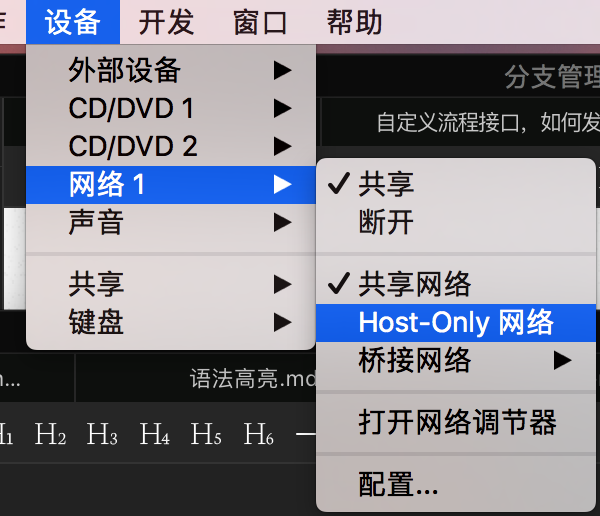 设备 开发 窗口 帮助
外部设备
CD/DVD 1
CD/DVD 2
网络 1
声音
共享
键盘
分支管理
自定义流程接口，如何发
✓ 共享
断开
✓ 共享网络
Host-Only 网络
桥接网络
打开网络调节器
配置...
语法高亮.md
H1 H2 H3 H4 H5 H6